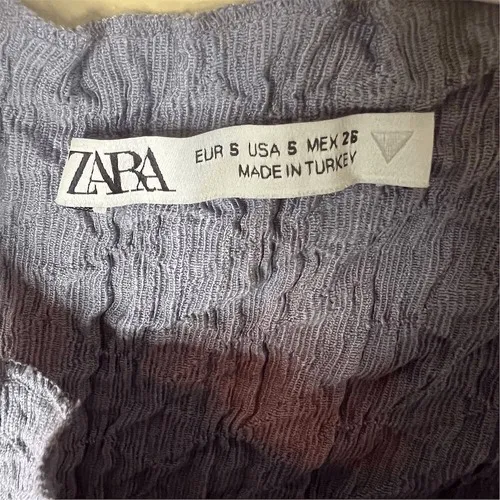 ZARA
EUR S USA S MEX 26
MADE IN TURKEY